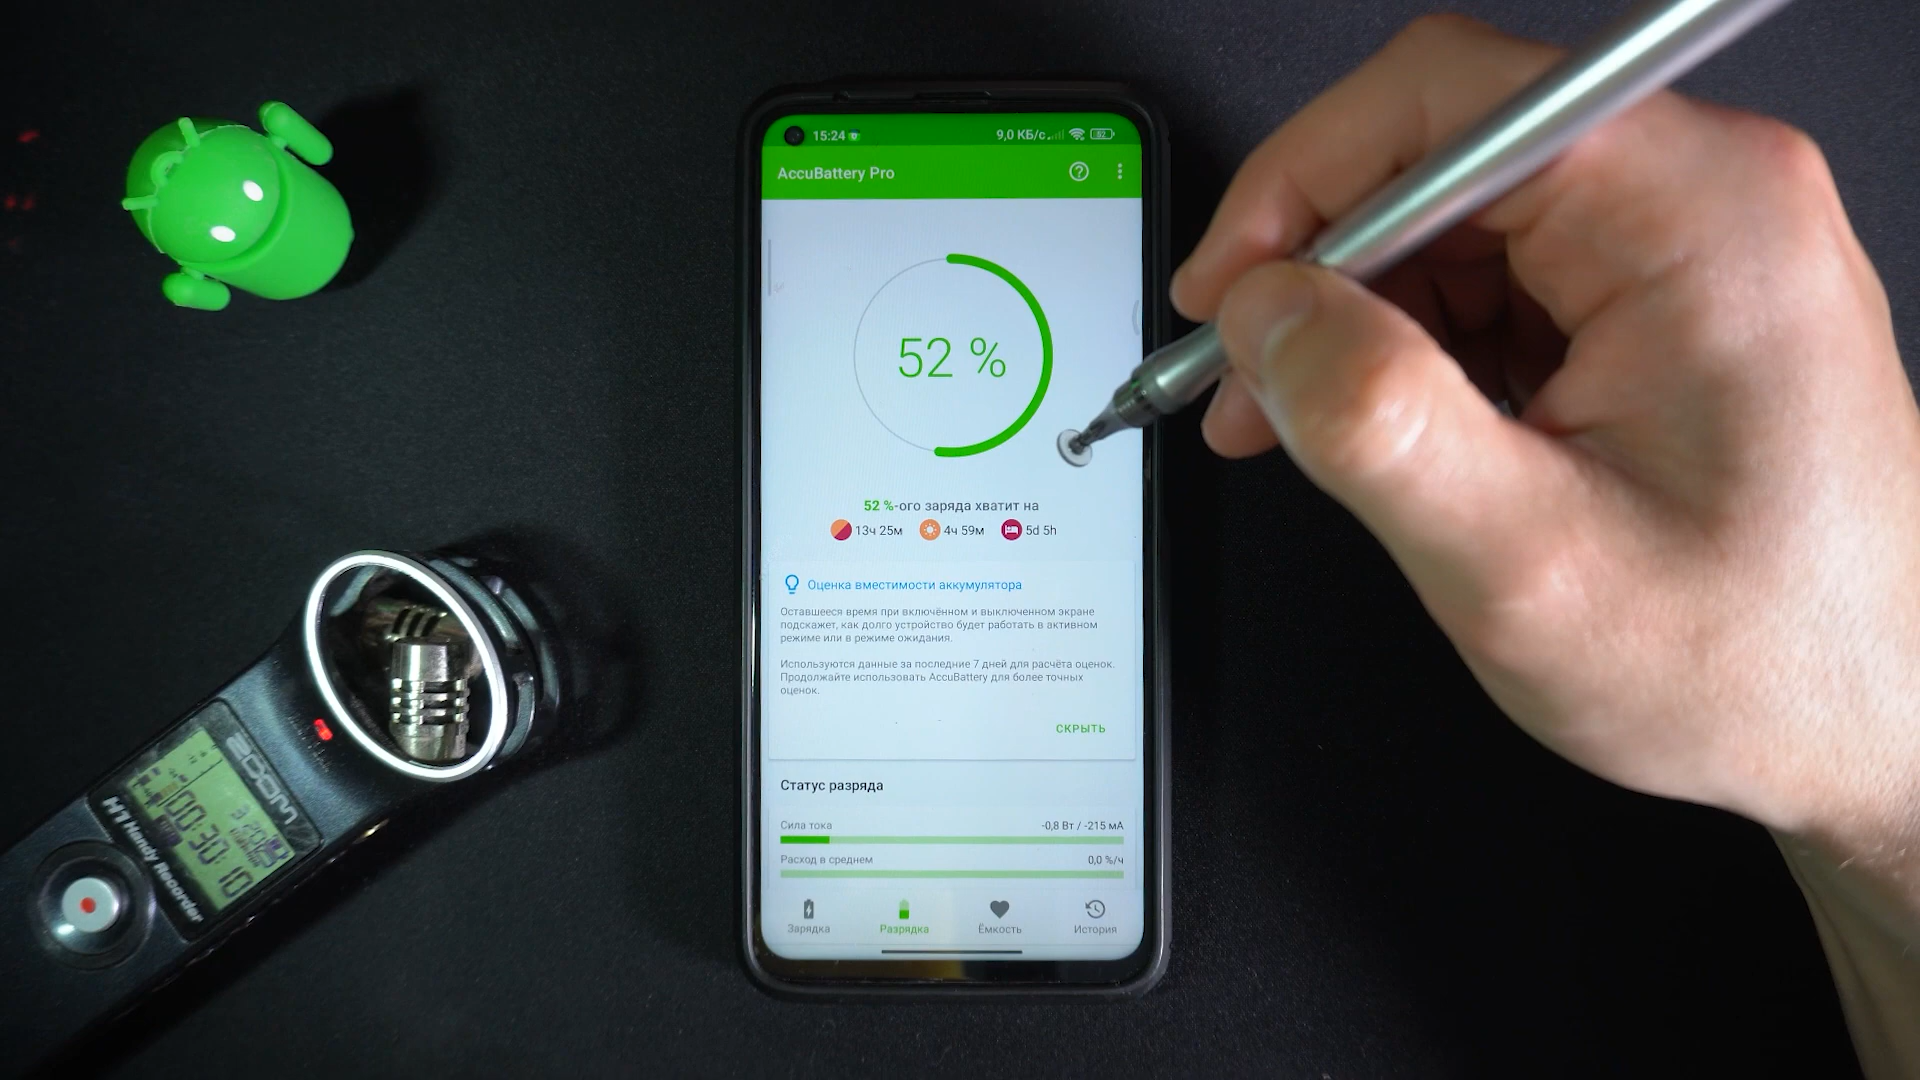 15:24
9,0 КБ/с
52
AccuBattery Pro
52 %
52 %-ого заряда хватит на
13ч 25м
4ч 59м
5d 5h
Оценка вместимости аккумулятора
Оставшееся время при включённом и выключенном экране
подскажет, как долго устройство будет работать в активном
режиме или в режиме ожидания.
Используются данные за последние 7 дней для расчёта оценок.
Продолжайте использовать AccuBattery для более точных
оценок.
СКРЫТЬ
Статус разряда
Сила тока
-0,8 Вт / -215 мА
Расход в среднем
0,0 %/ч
Зарядка
Разрядка
Ёмкость
История
ZOOM
00:30:10
H1 Handy Recorder